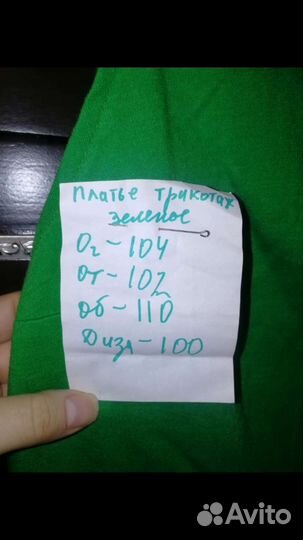 Платье трикотаж
зеленое
Ог-104
От-102
Об-110
Дизд-100
Avito